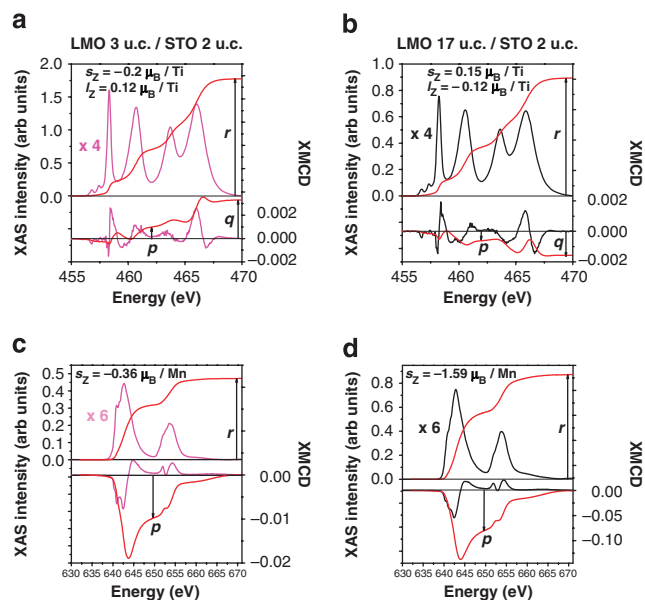 a
LMO 3 u.c. / STO 2 u.c.
s_Z = −0.2 μ_B / Ti
l_Z = 0.12 μ_B / Ti
x 4
r
q
p
XAS intensity (arb units)
XMCD
2.0
1.5
1.0
0.5
0.0
0.002
0.000
−0.002
455 460 465 470
Energy (eV)
b
LMO 17 u.c. / STO 2 u.c.
s_Z = 0.15 μ_B / Ti
l_Z = −0.12 μ_B / Ti
x 4
r
q
p
XAS intensity (arb units)
XMCD
1.0
0.8
0.6
0.4
0.2
0.0
0.002
0.000
−0.002
455 460 465 470
Energy (eV)
c
s_Z = −0.36 μ_B / Mn
x 6
r
p
XAS intensity (arb units)
XMCD
0.5
0.4
0.3
0.2
0.1
0.0
0.00
−0.01
−0.02
630 635 640 645 650 655 660 665 670
Energy (eV)
d
s_Z = −1.59 μ_B / Mn
x 6
r
p
XAS intensity (arb units)
XMCD
0.8
0.6
0.4
0.2
0.0
0.00
−0.05
−0.10
630 635 640 645 650 655 660 665 670
Energy (eV)